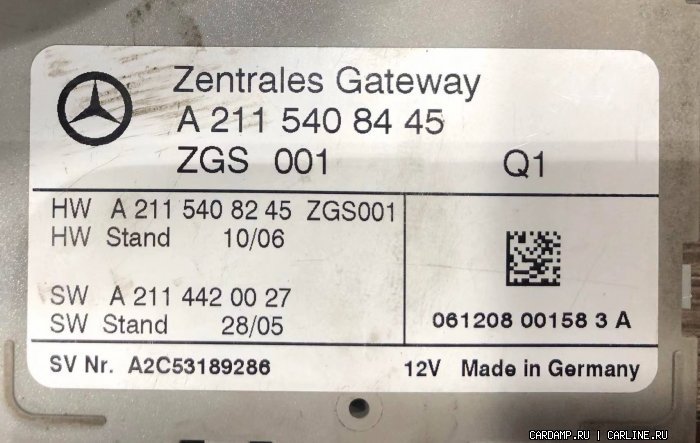 Zentrales Gateway
A 211 540 84 45
ZGS 001 Q1
HW A 211 540 82 45 ZGS001
HW Stand 10/06
SW A 211 442 00 27
SW Stand 28/05
061208 00158 3 A
SV Nr. A2C53189286 12V Made in Germany
CARDAMP.RU | CARLINE.RU